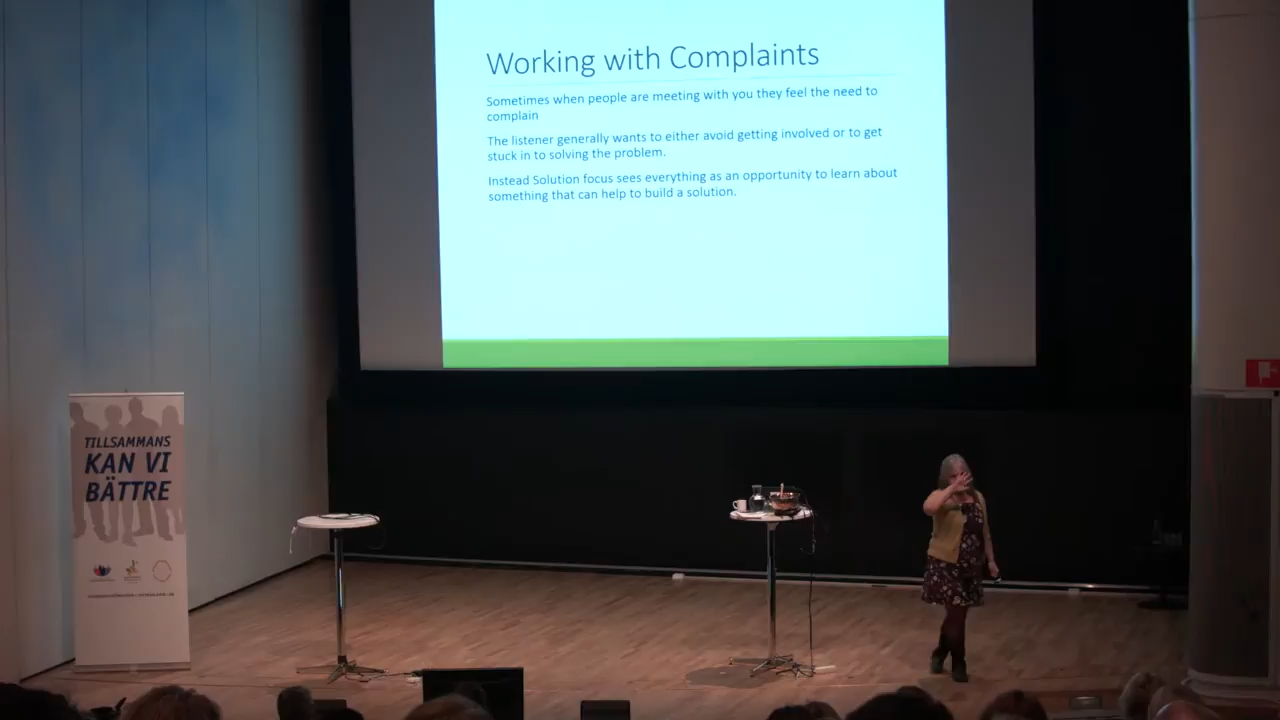 Working with Complaints
Sometimes when people are meeting with you they feel the need to
complain
The listener generally wants to either avoid getting involved or to get
stuck in to solving the problem.
Instead Solution focus sees everything as an opportunity to learn about
something that can help to build a solution.
TILLSAMMANS
KAN VI
BÄTTRE